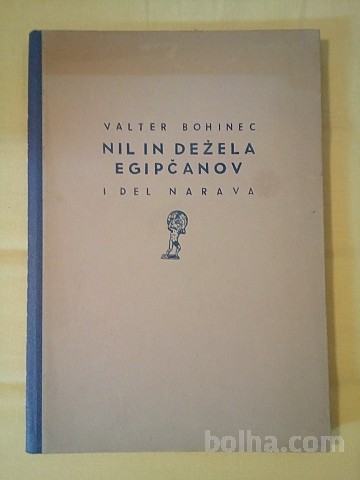 VALTER BOHINEC
NIL IN DEŽELA
EGIPČANOV
I DEL NARAVA
bolha.com